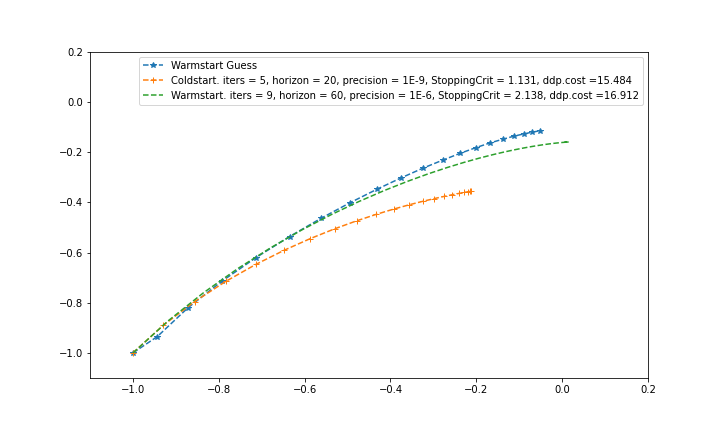 0.2
0.0
−0.2
−0.4
−0.6
−0.8
−1.0
Warmstart Guess
Coldstart. iters = 5, horizon = 20, precision = 1E-9, StoppingCrit = 1.131, ddp.cost =15.484
Warmstart. iters = 9, horizon = 60, precision = 1E-6, StoppingCrit = 2.138, ddp.cost =16.912
−1.0 −0.8 −0.6 −0.4 −0.2 0.0 0.2